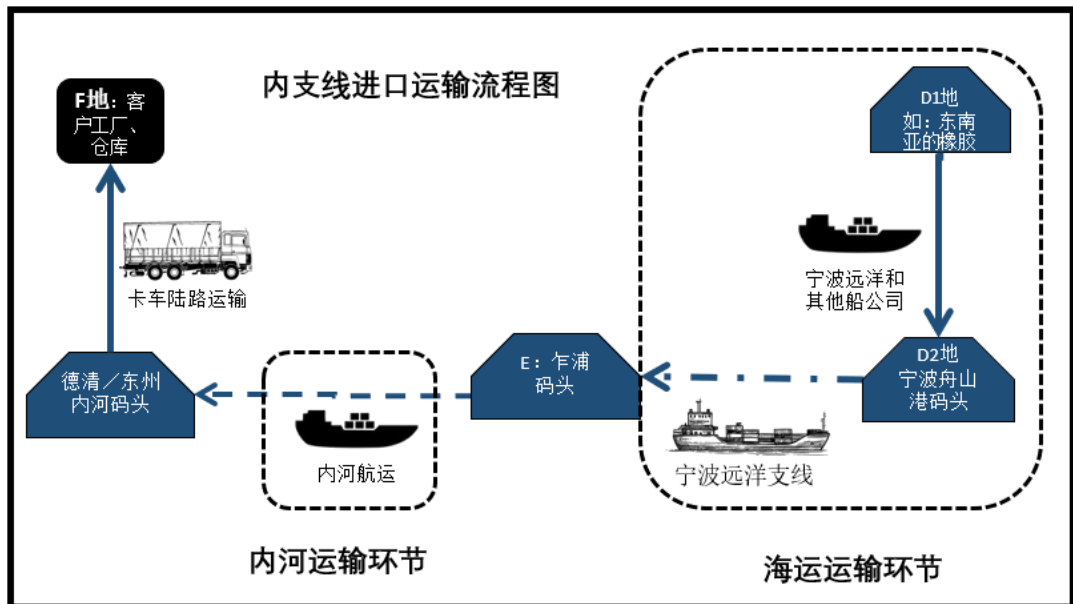 内支线进口运输流程图
F地：客
户工厂、
仓库
D1地
如：东南
亚的橡胶
卡车陆路运输
宁波远洋和
其他船公司
德清／东州
内河码头
E：乍浦
码头
D2地
宁波舟山
港码头
内河航运
宁波远洋支线
内河运输环节
海运运输环节